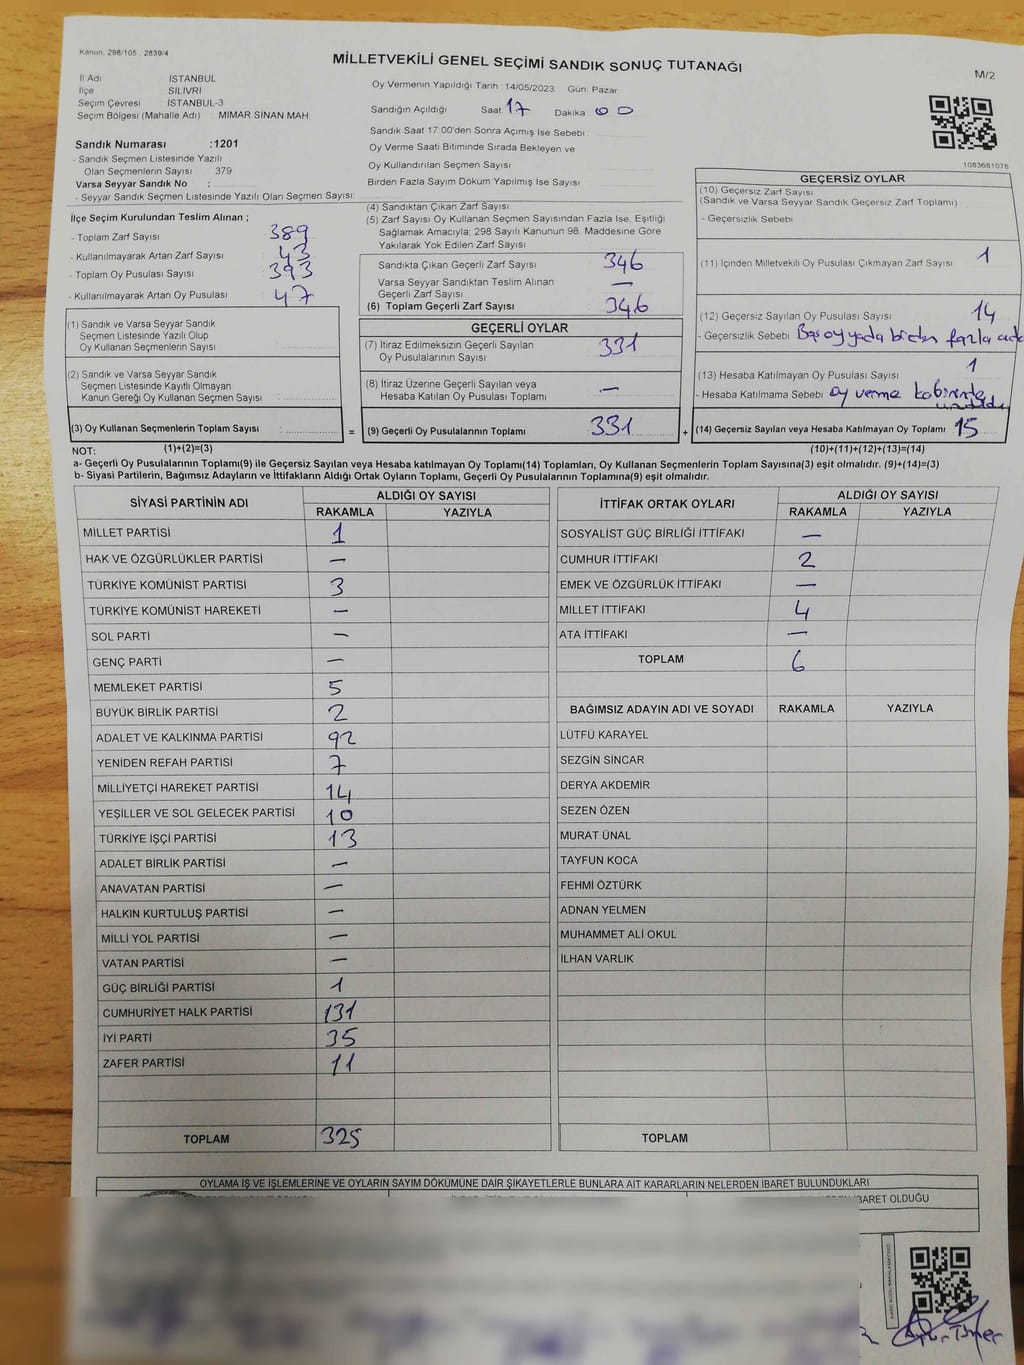 Kanun: 298/105 , 2839/4
MİLLETVEKİLİ GENEL SEÇİMİ SANDIK SONUÇ TUTANAĞI
M/2
İl Adı İSTANBUL
İlçe SİLİVRİ
Seçim Çevresi İSTANBUL-3
Seçim Bölgesi (Mahalle Adı) : MİMAR SİNAN MAH.
Sandık Numarası :1201
- Sandık Seçmen Listesinde Yazılı
Olan Seçmenlerin Sayısı 379
Varsa Seyyar Sandık No :
- Seyyar Sandık Seçmen Listesinde Yazılı Olan Seçmen Sayısı:
Oy Vermenin Yapıldığı Tarih :14/05/2023 Gün: Pazar
Sandığın Açıldığı Saat 17 Dakika 00
Sandık Saat 17:00'den Sonra Açımış İse Sebebi :
Oy Verme Saati Bitiminde Sırada Bekleyen ve
Oy Kullandırılan Seçmen Sayısı
Birden Fazla Sayım Döküm Yapılmış İse Sayısı
1083681076
İlçe Seçim Kurulundan Teslim Alınan ;
- Toplam Zarf Sayısı 389
- Kullanılmayarak Artan Zarf Sayısı 43
- Toplam Oy Pusulası Sayısı 393
- Kullanılmayarak Artan Oy Pusulası 47
(4) Sandıktan Çıkan Zarf Sayısı
(5) Zarf Sayısı Oy Kullanan Seçmen Sayısından Fazla İse, Eşitliği
Sağlamak Amacıyla; 298 Sayılı Kanunun 98. Maddesine Göre
Yakılarak Yok Edilen Zarf Sayısı
Sandıkta Çıkan Geçerli Zarf Sayısı 346
Varsa Seyyar Sandıktan Teslim Alınan
Geçerli Zarf Sayısı —
(6) Toplam Geçerli Zarf Sayısı 346
GEÇERSİZ OYLAR
(10) Geçersiz Zarf Sayısı
(Sandık ve Varsa Seyyar Sandık Geçersiz Zarf Toplamı)
- Geçersizlik Sebebi
(11) İçinden Milletvekili Oy Pusulası Çıkmayan Zarf Sayısı 1
(12) Geçersiz Sayılan Oy Pusulası Sayısı 14
- Geçersizlik Sebebi Boş oy yada birden fazla
(13) Hesaba Katılmayan Oy Pusulası Sayısı 1
- Hesaba Katılmama Sebebi oy verme kabininde
(14) Geçersiz Sayılan veya Hesaba Katılmayan Oy Toplamı 15
(1) Sandık ve Varsa Seyyar Sandık
Seçmen Listesinde Yazılı Olup
Oy Kullanan Seçmenlerin Sayısı
(2) Sandık ve Varsa Seyyar Sandık
Seçmen Listesinde Kayıtlı Olmayan
Kanun Gereği Oy Kullanan Seçmen Sayısı
(3) Oy Kullanan Seçmenlerin Toplam Sayısı =
GEÇERLİ OYLAR
(7) İtiraz Edilmeksizin Geçerli Sayılan
Oy Pusulalarının Sayısı 331
(8) İtiraz Üzerine Geçerli Sayılan veya
Hesaba Katılan Oy Pusulası Toplamı —
(9) Geçerli Oy Pusulalarının Toplamı 331 +
NOT: (1)+(2)=(3) (10)+(11)+(12)+(13)=(14)
a- Geçerli Oy Pusulalarının Toplamı(9) ile Geçersiz Sayılan veya Hesaba katılmayan Oy Toplamı(14) Toplamları, Oy Kullanan Seçmenlerin Toplam Sayısına(3) eşit olmalıdır. (9)+(14)=(3)
b- Siyasi Partilerin, Bağımsız Adayların ve İttifakların Aldığı Ortak Oyların Toplamı, Geçerli Oy Pusulalarının Toplamına(9) eşit olmalıdır.
SİYASİ PARTİNİN ADI ALDIĞI OY SAYISI
RAKAMLA YAZIYLA
MİLLET PARTİSİ 1
HAK VE ÖZGÜRLÜKLER PARTİSİ —
TÜRKİYE KOMÜNİST PARTİSİ 3
TÜRKİYE KOMÜNİST HAREKETİ —
SOL PARTİ —
GENÇ PARTİ —
MEMLEKET PARTİSİ 5
BÜYÜK BİRLİK PARTİSİ 2
ADALET VE KALKINMA PARTİSİ 92
YENİDEN REFAH PARTİSİ 7
MİLLİYETÇİ HAREKET PARTİSİ 14
YEŞİLLER VE SOL GELECEK PARTİSİ 10
TÜRKİYE İŞÇİ PARTİSİ 13
ADALET BİRLİK PARTİSİ —
ANAVATAN PARTİSİ —
HALKIN KURTULUŞ PARTİSİ —
MİLLİ YOL PARTİSİ —
VATAN PARTİSİ —
GÜÇ BİRLİĞİ PARTİSİ 1
CUMHURİYET HALK PARTİSİ 131
İYİ PARTİ 35
ZAFER PARTİSİ 11
TOPLAM 325
İTTİFAK ORTAK OYLARI ALDIĞI OY SAYISI
RAKAMLA YAZIYLA
SOSYALİST GÜÇ BİRLİĞİ İTTİFAKI —
CUMHUR İTTİFAKI 2
EMEK VE ÖZGÜRLÜK İTTİFAKI —
MİLLET İTTİFAKI 4
ATA İTTİFAKI —
TOPLAM 6
BAĞIMSIZ ADAYIN ADI VE SOYADI RAKAMLA YAZIYLA
LÜTFÜ KARAYEL
SEZGİN SİNCAR
DERYA AKDEMİR
SEZEN ÖZEN
MURAT ÜNAL
TAYFUN KOCA
FEHMİ ÖZTÜRK
ADNAN YELMEN
MUHAMMET ALİ OKUL
İLHAN VARLIK
TOPLAM
OYLAMA İŞ VE İŞLEMLERİNE VE OYLARIN SAYIM DÖKÜMÜNE DAİR ŞİKAYETLERLE BUNLARA AİT KARARLARIN NELERDEN İBARET BULUNDUKLARI
İBARET OLDUĞU